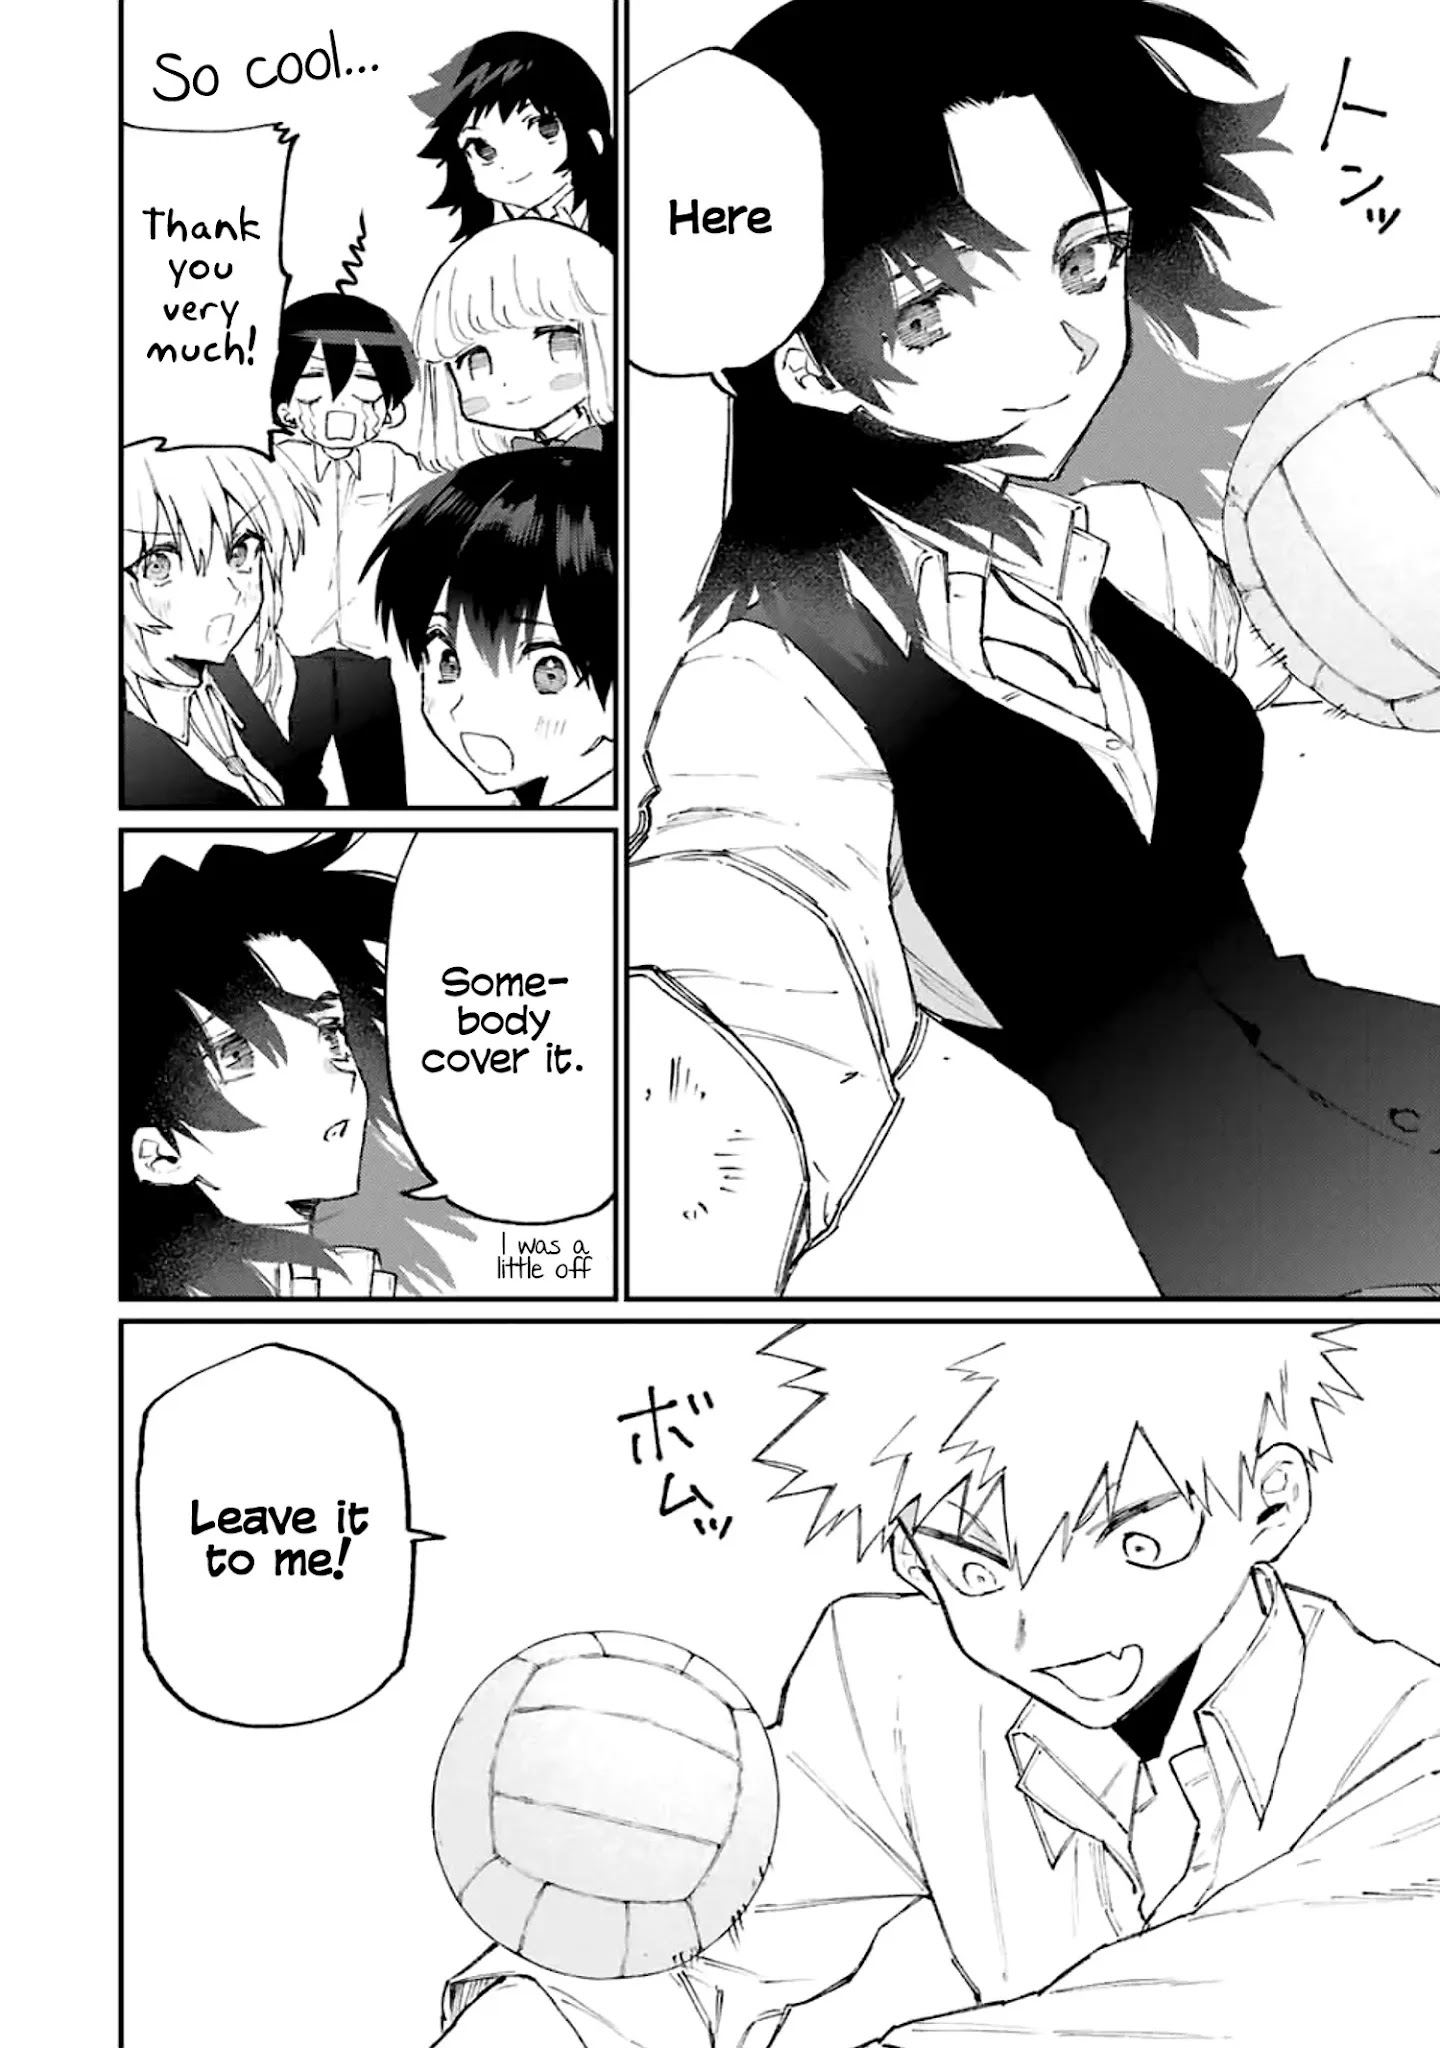 トンッ
Here
So cool...
Thank
you
very
much!
Some-
body
cover it.
I was a
little off
ボムッ
Leave it
to me!